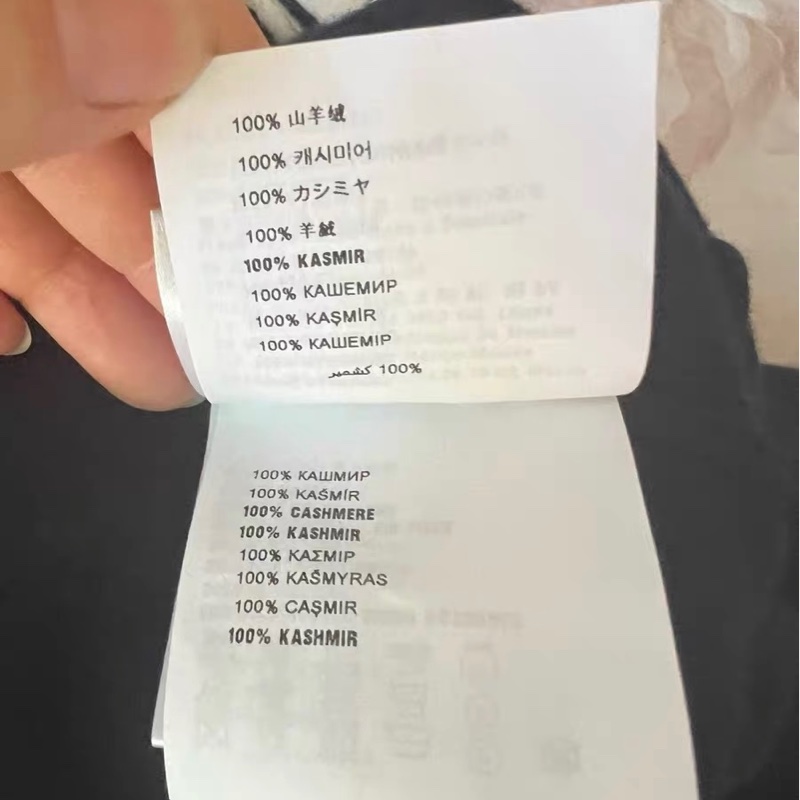 100% 山羊绒
100% 캐시미어
100% カシミヤ
100% 羊絨
100% KASMIR
100% КАШЕМИР
100% KAŞMİR
100% КАШЕМІР
100% كشمير
100% КАШМИР
100% KAŠMÍR
100% CASHMERE
100% KASHMIR
100% ΚΑΣΜΙΡ
100% KAŠMYRAS
100% CAŞMIR
100% KASHMIR